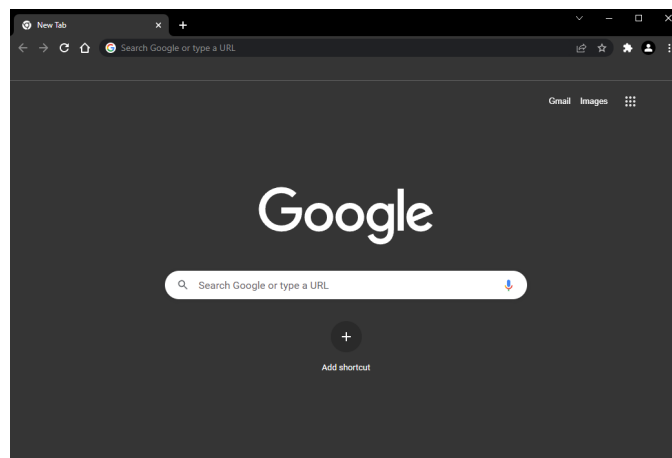 New Tab
Search Google or type a URL
Gmail Images
Google
Search Google or type a URL
Add shortcut